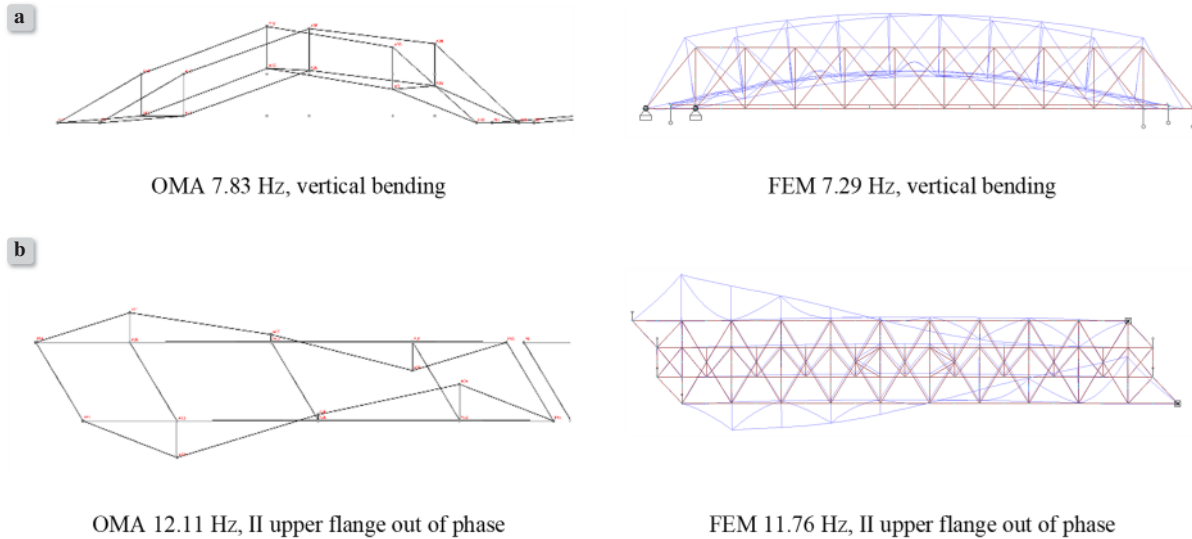 a
OMA 7.83 Hz, vertical bending
FEM 7.29 Hz, vertical bending
b
OMA 12.11 Hz, II upper flange out of phase
FEM 11.76 Hz, II upper flange out of phase